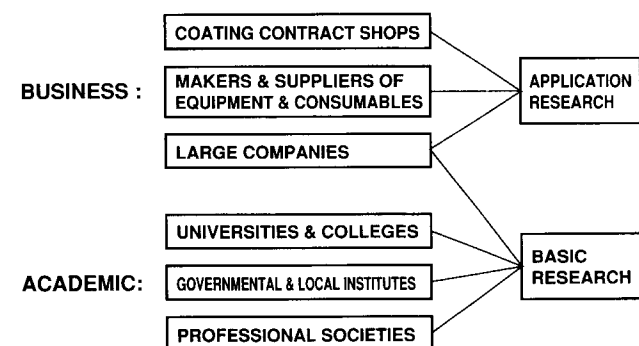 COATING CONTRACT SHOPS
BUSINESS :
MAKERS & SUPPLIERS OF
EQUIPMENT & CONSUMABLES
APPLICATION
RESEARCH
LARGE COMPANIES
UNIVERSITIES & COLLEGES
ACADEMIC:
GOVERNMENTAL & LOCAL INSTITUTES
BASIC
RESEARCH
PROFESSIONAL SOCIETIES